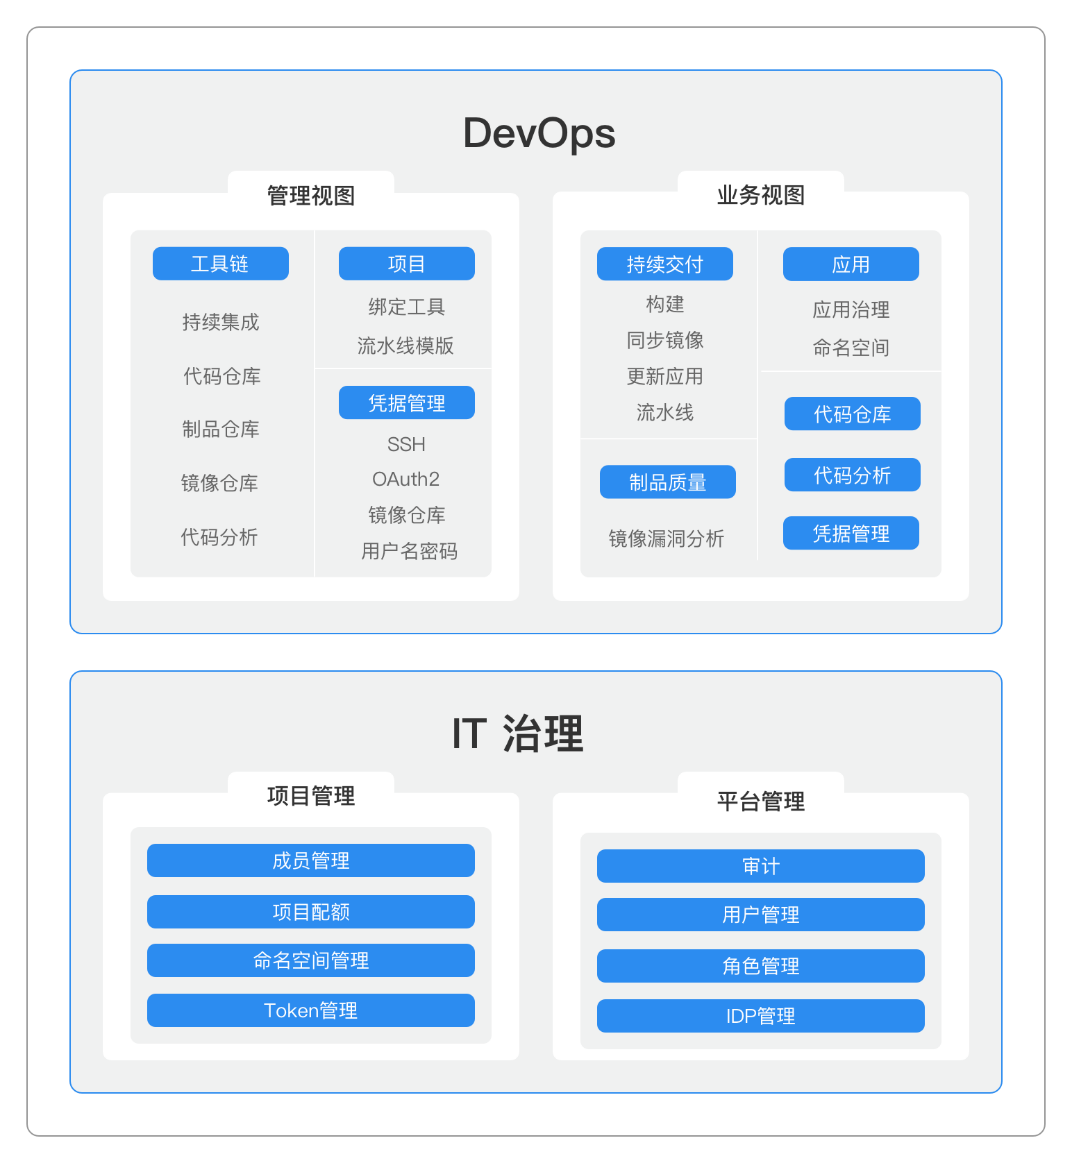 DevOps
管理视图
工具链
持续集成
代码仓库
制品仓库
镜像仓库
代码分析
项目
绑定工具
流水线模版
凭据管理
SSH
OAuth2
镜像仓库
用户名密码
业务视图
持续交付
构建
同步镜像
更新应用
流水线
制品质量
镜像漏洞分析
应用
应用治理
命名空间
代码仓库
代码分析
凭据管理
IT 治理
项目管理
成员管理
项目配额
命名空间管理
Token管理
平台管理
审计
用户管理
角色管理
IDP管理